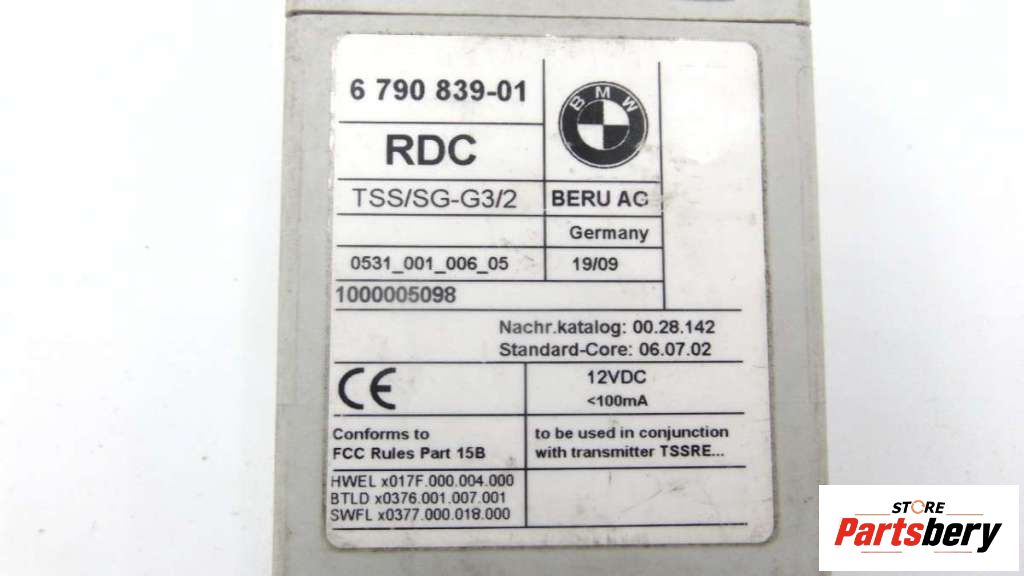 6 790 839-01
BMW
RDC
TSS/SG-G3/2
BERU AG
Germany
0531_001_006_05
19/09
1000005098
Nachr.katalog: 00.28.142
Standard-Core: 06.07.02
CE
12VDC
<100mA
Conforms to
FCC Rules Part 15B
to be used in conjunction
with transmitter TSSRE...
HWEL x017F.000.004.000
BTLD x0376.001.007.001
SWFL x0377.000.018.000
STORE
Partsbery